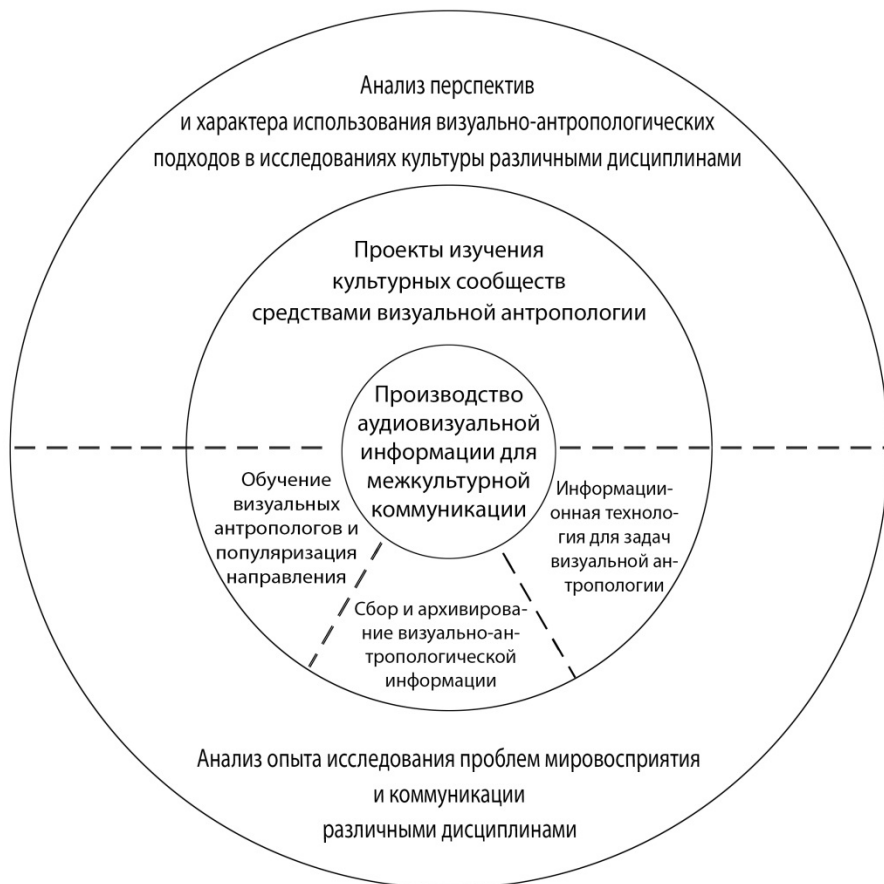 Анализ перспектив
и характера использования визуально-антропологических
подходов в исследованиях культуры различными дисциплинами
Проекты изучения
культурных сообществ
средствами визуальной антропологии
Производство
аудиовизуальной
информации для
межкультурной
коммуникации
Обучение
визуальных
антропологов и
популяризация
направления
Информаци-
онная техноло-
гия для задач
визуальной ан-
тропологии
Сбор и архивирова-
ние визуально-ан-
тропологической
информации
Анализ опыта исследования проблем мировосприятия
и коммуникации
различными дисциплинами